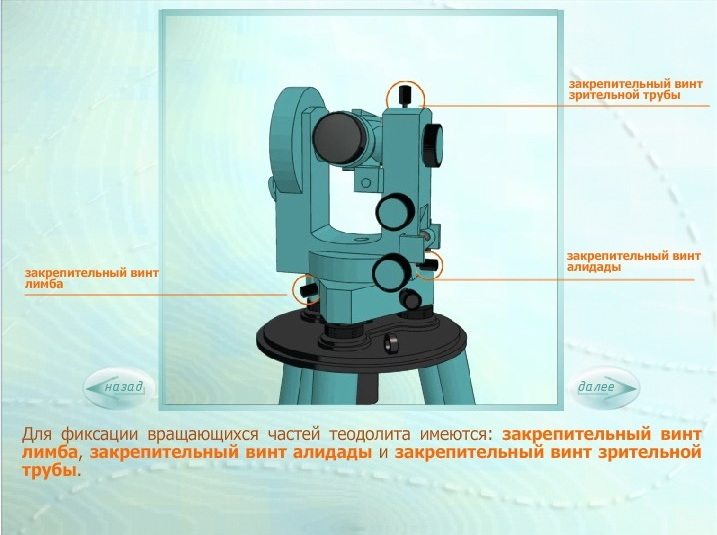 закрепительный винт
зрительной трубы
закрепительный винт
алидады
закрепительный винт
лимба
назад
далее
Для фиксации вращающихся частей теодолита имеются: закрепительный винт
лимба, закрепительный винт алидады и закрепительный винт зрительной
трубы.